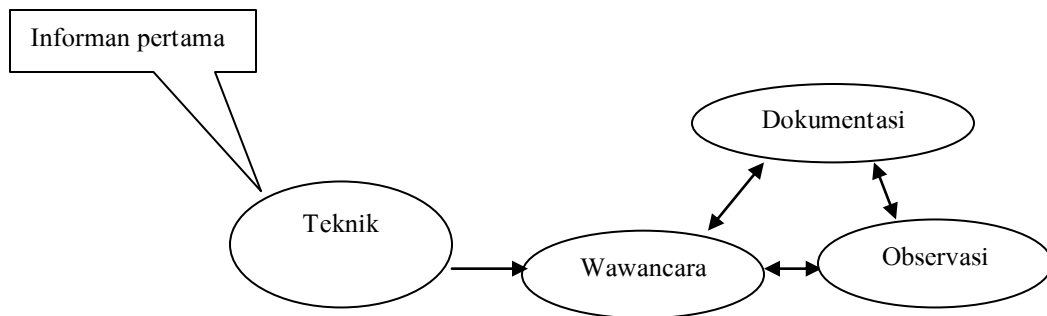 Informan pertama
Dokumentasi
Teknik
Wawancara
Observasi